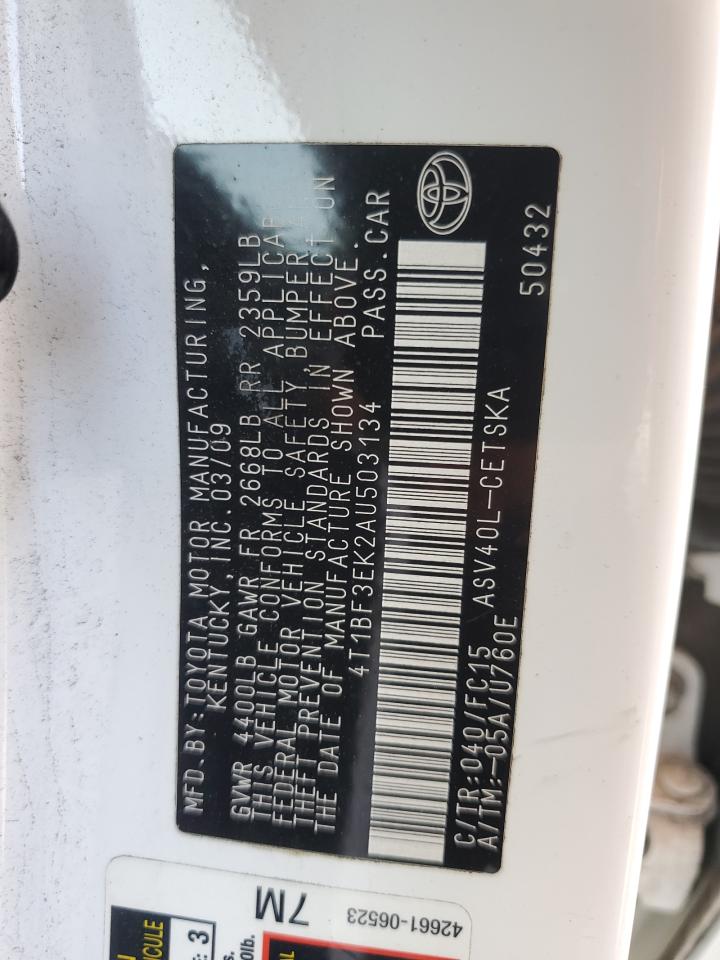 MFD.BY:TOYOTA MOTOR MANUFACTURING,
KENTUCKY,INC.03/09
GVWR 4400LB GAWR FR 2668LB RR 2359LB
THIS VEHICLE CONFORMS TO ALL APPLICABLE
FEDERAL MOTOR VEHICLE SAFETY, BUMPER
THEFT PREVENTION STANDARDS IN EFFECT ON
THE DATE OF MANUFACTURE SHOWN ABOVE.
4T1BF3EK2AU503134 PASS.CAR
C/TR:040/FC15 ASV40L-CETSKA 50432
A/TM:-05A/U760E
7M
42661-06523
3